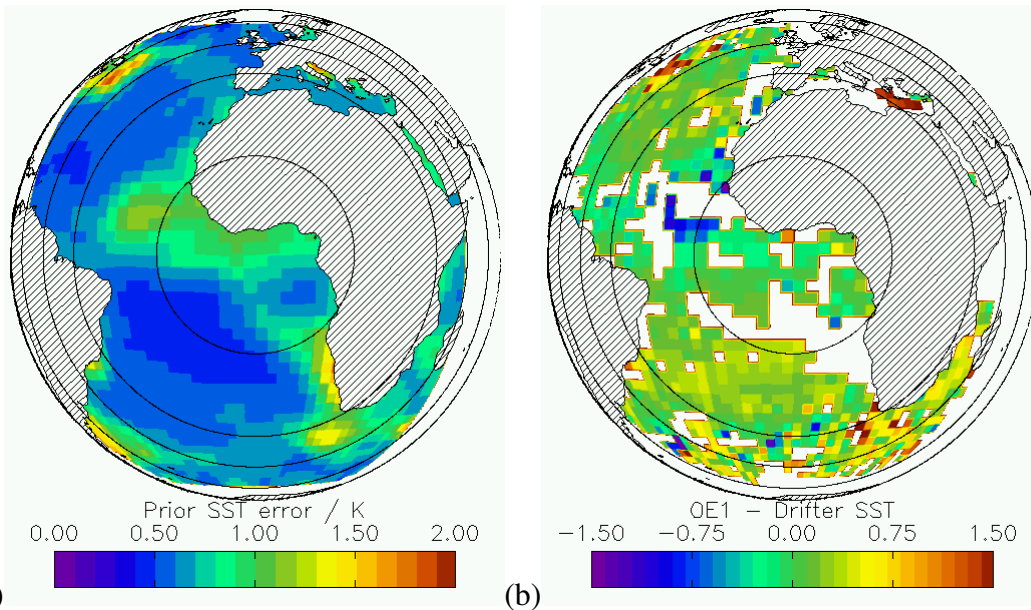 Prior SST error / K
0.00 0.50 1.00 1.50 2.00
)
(b)
OE1 − Drifter SST
−1.50 −0.75 0.00 0.75 1.50